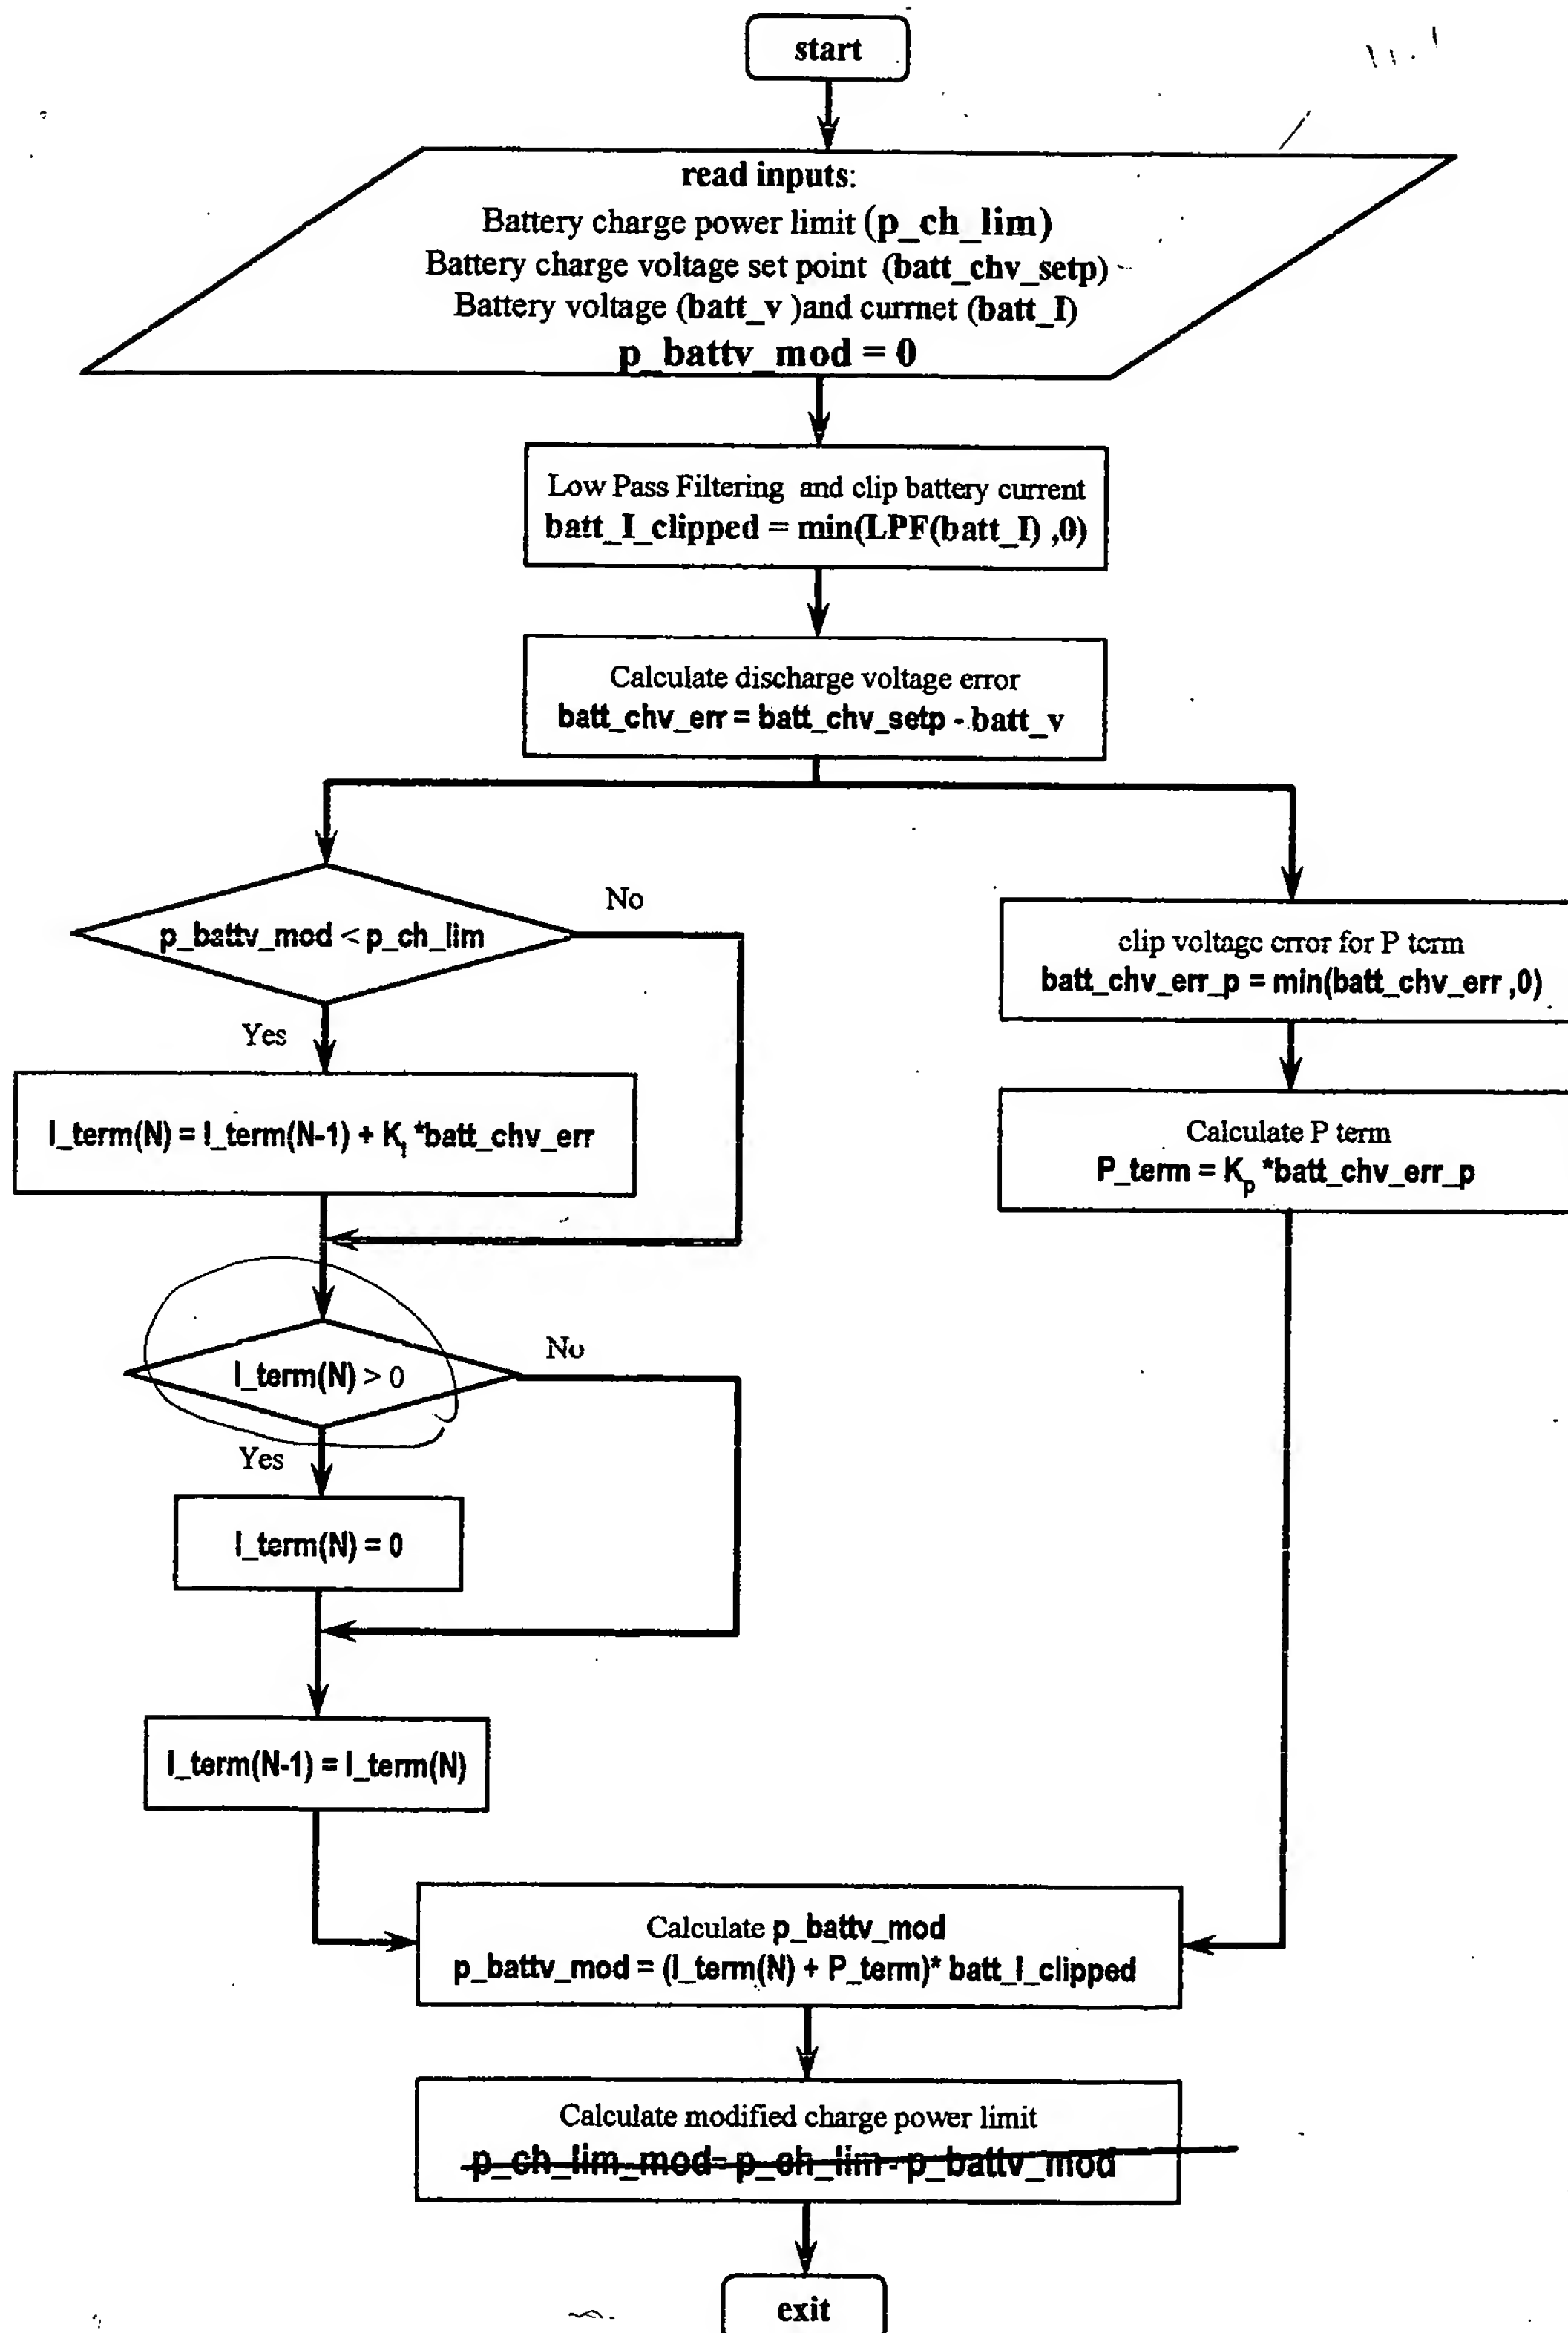 start
read inputs:
Battery charge power limit (p_ch_lim)
Battery charge voltage set point (batt_chv_setp)
Battery voltage (batt_v )and currnet (batt_I)
p_battv_mod = 0
Low Pass Filtering and clip battery current
batt_I_clipped = min(LPF(batt_I) ,0)
Calculate discharge voltage error
batt_chv_err = batt_chv_setp - batt_v
p_battv_mod < p_ch_lim
No
Yes
I_term(N) = I_term(N-1) + Ki *batt_chv_err
clip voltage error for P term
batt_chv_err_p = min(batt_chv_err ,0)
Calculate P term
P_term = Kp *batt_chv_err_p
I_term(N) > 0
No
Yes
I_term(N) = 0
I_term(N-1) = I_term(N)
Calculate p_battv_mod
p_battv_mod = (I_term(N) + P_term)* batt_I_clipped
Calculate modified charge power limit
p_ch_lim_mod= p_ch_lim - p_battv_mod
exit